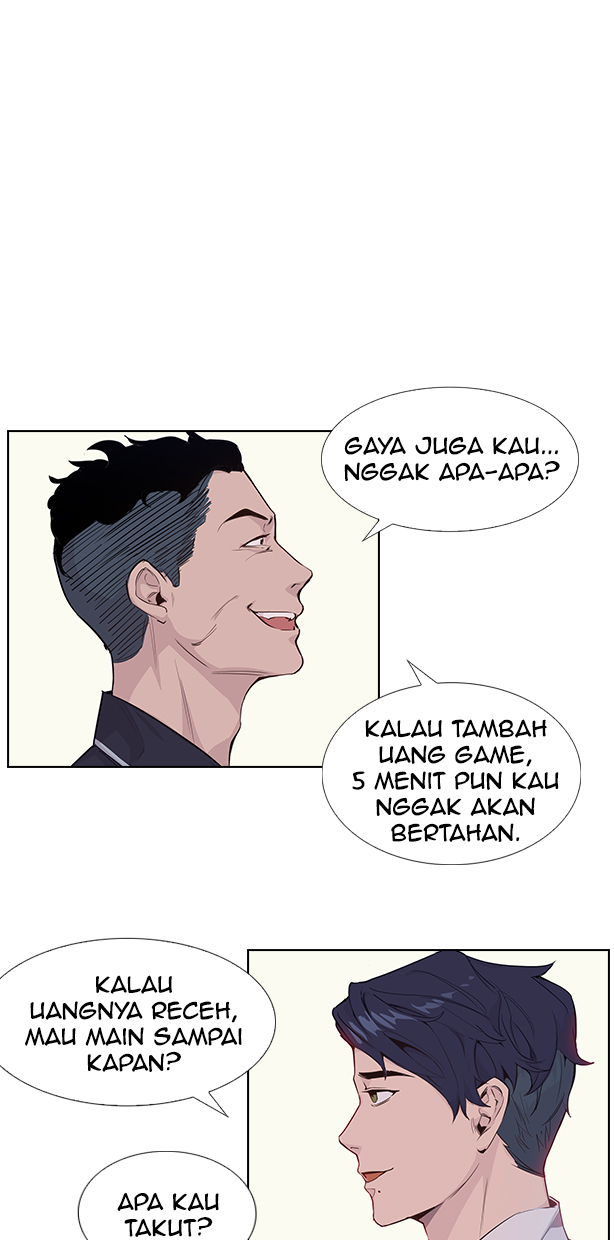 GAYA JUGA KAU...
NGGAK APA-APA?
KALAU TAMBAH
UANG GAME,
5 MENIT PUN KAU
NGGAK AKAN
BERTAHAN.
KALAU
UANGNYA RECEH,
MAU MAIN SAMPAI
KAPAN?
APA KAU
TAKUT?